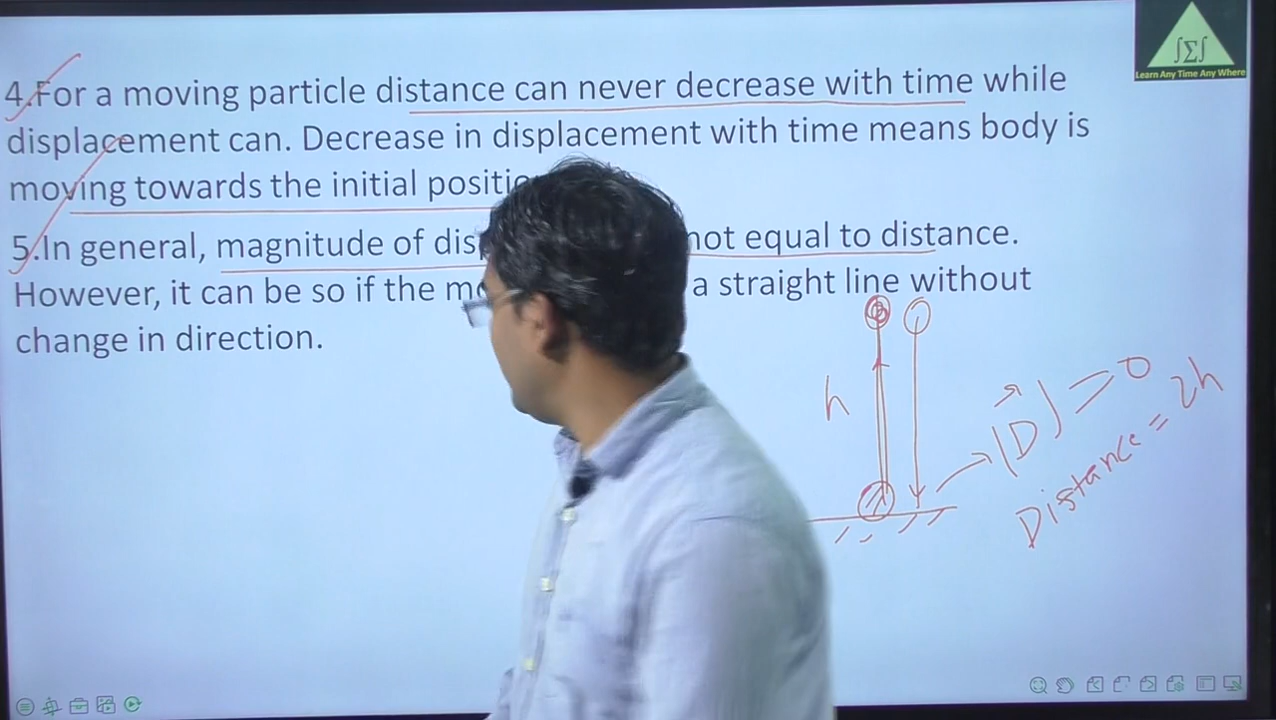 ∫Σ∫
Learn Any Time Any Where
4.For a moving particle distance can never decrease with time while
displacement can. Decrease in displacement with time means body is
moving towards the initial
5.In general, magnitude of not equal to distance.
However, it can be so if the a straight line without
change in direction.
h
|D⃗| = 0
Distance = 2h